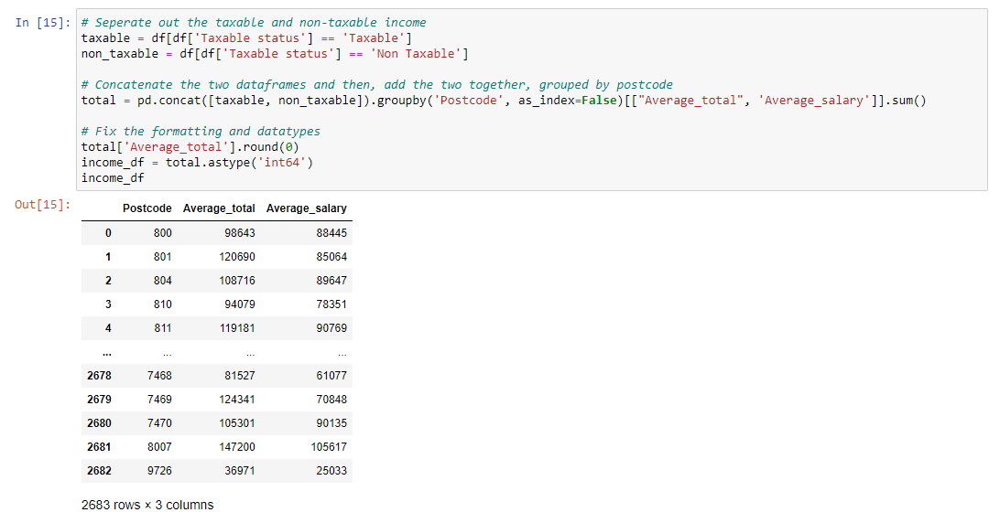 In [15]: # Seperate out the taxable and non-taxable income
taxable = df[df['Taxable status'] == 'Taxable']
non_taxable = df[df['Taxable status'] == 'Non Taxable']
# Concatenate the two dataframes and then, add the two together, grouped by postcode
total = pd.concat([taxable, non_taxable]).groupby('Postcode', as_index=False)[["Average_total", 'Average_salary']].sum()
# Fix the formatting and datatypes
total['Average_total'].round(0)
income_df = total.astype('int64')
income_df
Out[15]:
Postcode Average_total Average_salary
0 800 98643 88445
1 801 120690 85064
2 804 108716 89647
3 810 94079 78351
4 811 119181 90769
... ... ... ...
2678 7468 81527 61077
2679 7469 124341 70848
2680 7470 105301 90135
2681 8007 147200 105617
2682 9726 36971 25033
2683 rows × 3 columns